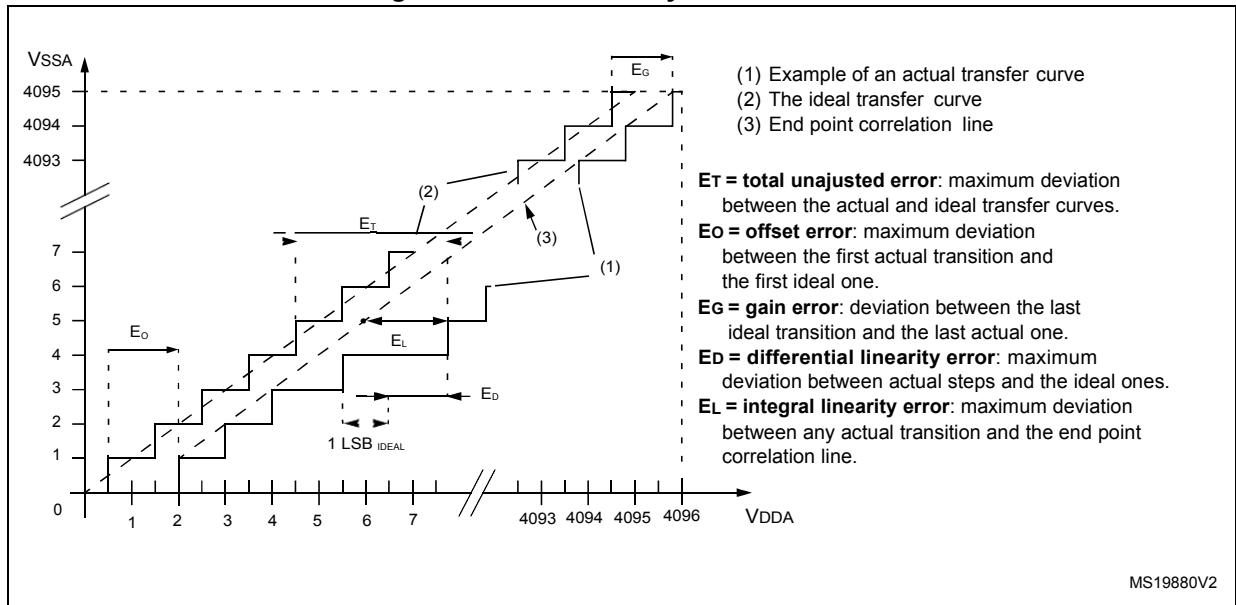 VSSA
EG
4095
4094
4093
(1) Example of an actual transfer curve
(2) The ideal transfer curve
(3) End point correlation line
ET = total unajusted error: maximum deviation
between the actual and ideal transfer curves.
EO = offset error: maximum deviation
between the first actual transition and
the first ideal one.
EG = gain error: deviation between the last
ideal transition and the last actual one.
ED = differential linearity error: maximum
deviation between actual steps and the ideal ones.
EL = integral linearity error: maximum deviation
between any actual transition and the end point
correlation line.
(2)
ET
(3)
(1)
7
6
5
4
3
2
1
0
EO
EL
ED
1 LSB IDEAL
1 2 3 4 5 6 7 4093 4094 4095 4096 VDDA
MS19880V2